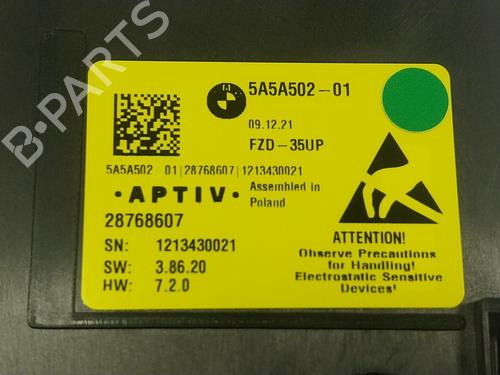 5A5A502-01
09.12.21
FZD-35UP
5A5A502-01|28768607|1213430021
·APTIV·
Assembled in
Poland
28768607
SN: 1213430021
SW: 3.86.20
HW: 7.2.0
ATTENTION!
Observe Precautions
for Handling!
Electrostatic Sensitive
Devices!
B-PARTS